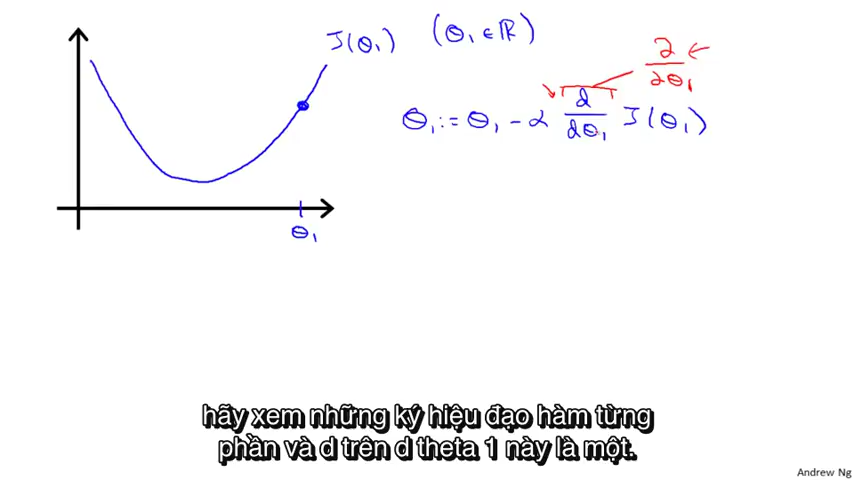 J(θ₁) (θ₁ ∈ ℝ)
∂/∂θ₁ ←
θ₁ := θ₁ - α d/dθ₁ J(θ₁)
θ₁
hãy xem những ký hiệu đạo hàm từng
phần và d trên d theta 1 này là một.
Andrew Ng